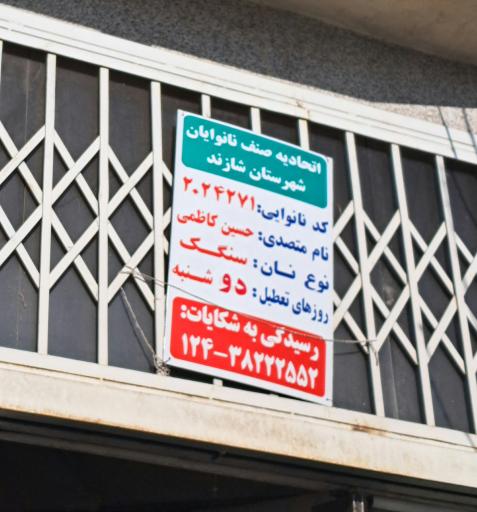 اتحادیه صنف نانوایان
شهرستان شازند
کد نانوایی: ۲۰۲۴۲۷۱
نام متصدی: حسین کاظمی
نوع نان: سنگک
روزهای تعطیل: دو شنبه
رسیدگی به شکایات:
۱۲۴-۳۸۲۲۲۵۵۲